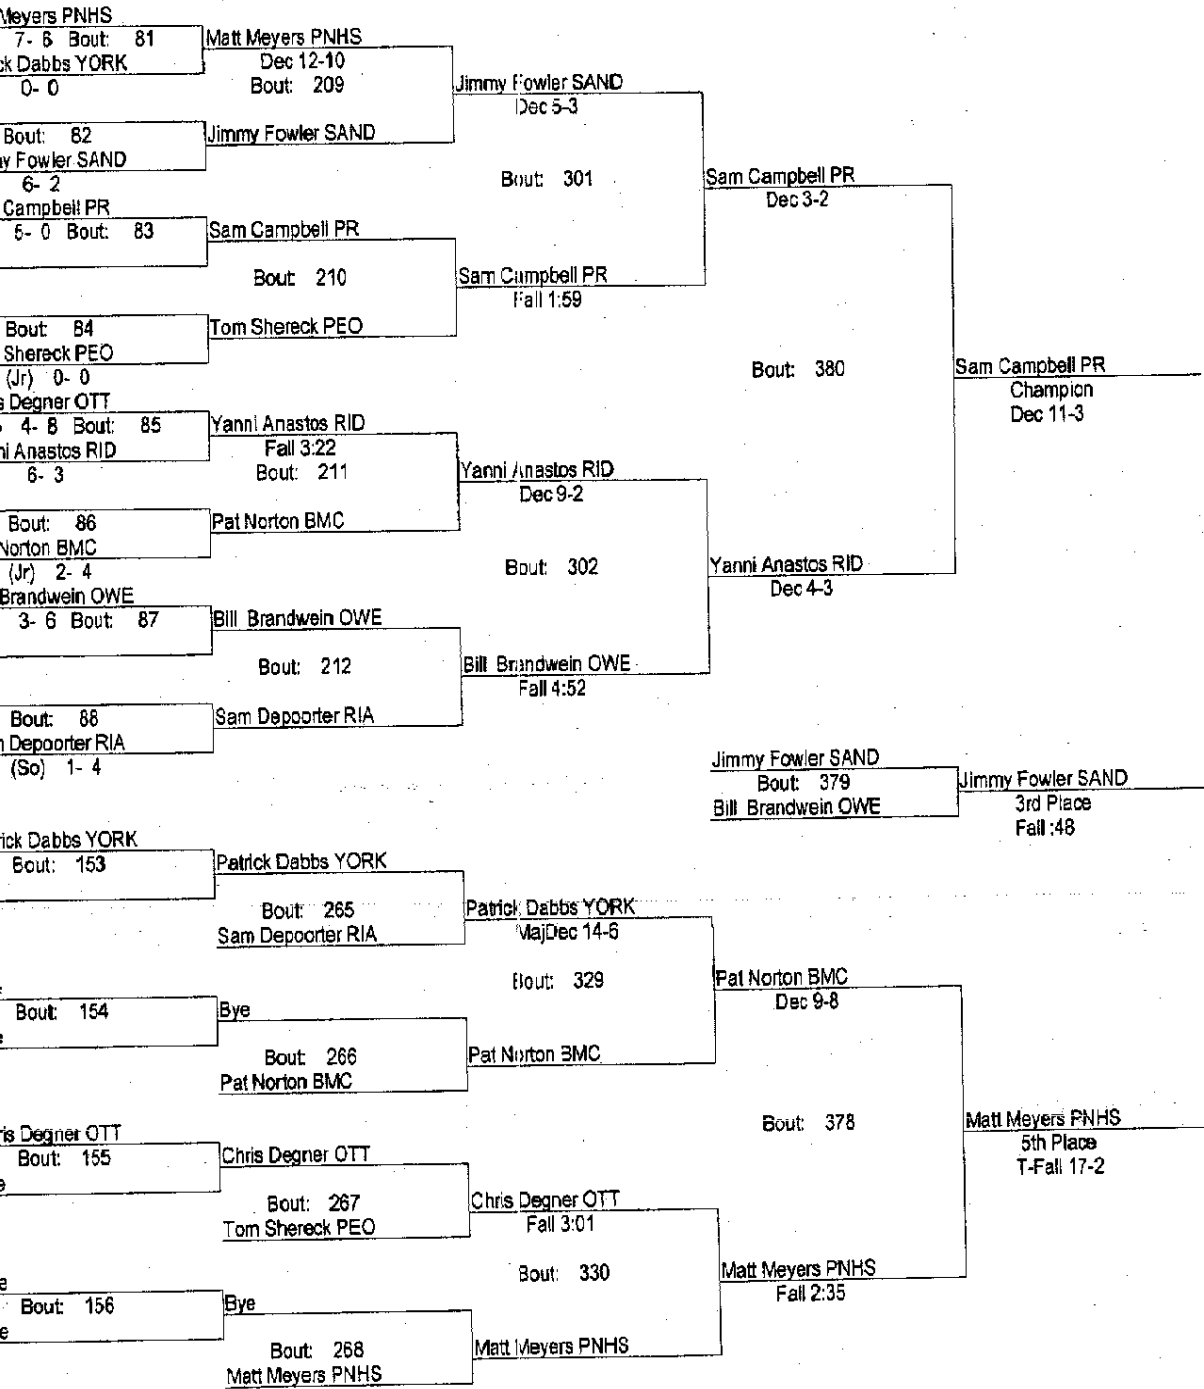 Meyers PNHS
7- 6 Bout: 81
Matt Meyers PNHS
ck Dabbs YORK
Dec 12-10
0- 0
Bout: 209
Jimmy Fowler SAND
Dec 5-3
Bout: 82
Jimmy Fowler SAND
y Fowler SAND
6- 2
Bout: 301
Sam Campbell PR
Dec 3-2
Campbell PR
5- 0 Bout: 83
Sam Campbell PR
Bout: 210
Sam Campbell PR
Fall 1:59
Bout: 84
Tom Shereck PEO
Shereck PEO
(Jr) 0- 0
Bout: 380
Sam Campbell PR
Champion
Dec 11-3
s Degner OTT
4- 8 Bout: 85
Yanni Anastos RID
ni Anastos RID
Fall 3:22
6- 3
Bout: 211
Yanni Anastos RID
Dec 9-2
Bout: 86
Pat Norton BMC
Norton BMC
(Jr) 2- 4
Bout: 302
Yanni Anastos RID
Dec 4-3
Brandwein OWE
3- 6 Bout: 87
Bill Brandwein OWE
Bout: 212
Bill Brandwein OWE
Fall 4:52
Bout: 88
Sam Depoorter RIA
Depoorter RIA
(So) 1- 4
Jimmy Fowler SAND
Bout: 379
Bill Brandwein OWE
Jimmy Fowler SAND
3rd Place
Fall :48
rick Dabbs YORK
Bout: 153
Patrick Dabbs YORK
Bout: 265
Sam Depoorter RIA
Patrick Dabbs YORK
MajDec 14-6
Bout: 329
Pat Norton BMC
Dec 9-8
Bout: 154
Bye
Bout: 266
Pat Norton BMC
Pat Norton BMC
Bout: 378
Matt Meyers PNHS
5th Place
T-Fall 17-2
ris Degner OTT
Bout: 155
Chris Degner OTT
Bout: 267
Tom Shereck PEO
Chris Degner OTT
Fall 3:01
Bout: 330
Matt Meyers PNHS
Fall 2:35
e
Bout: 156
e
Bye
Bout: 268
Matt Meyers PNHS
Matt Meyers PNHS